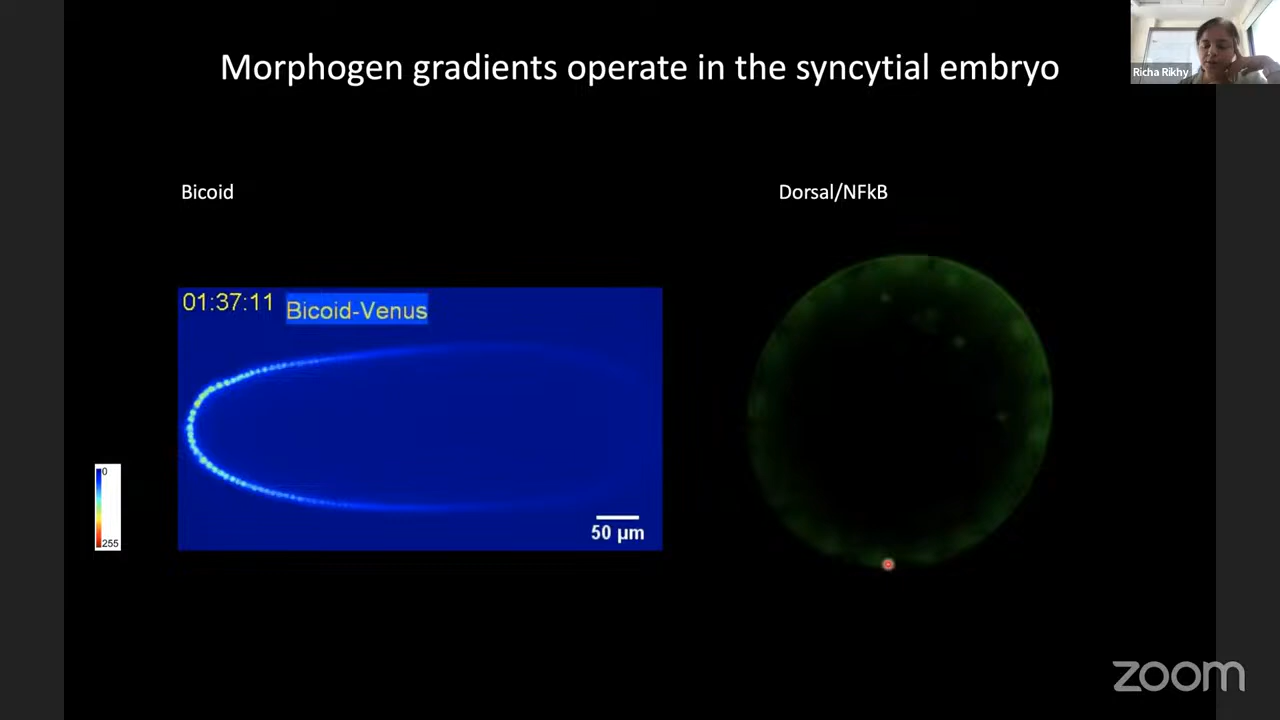 Morphogen gradients operate in the syncytial embryo
Richa Rikhy
Bicoid
Dorsal/NFkB
01:37:11
Bicoid-Venus
0
255
50 µm
zoom